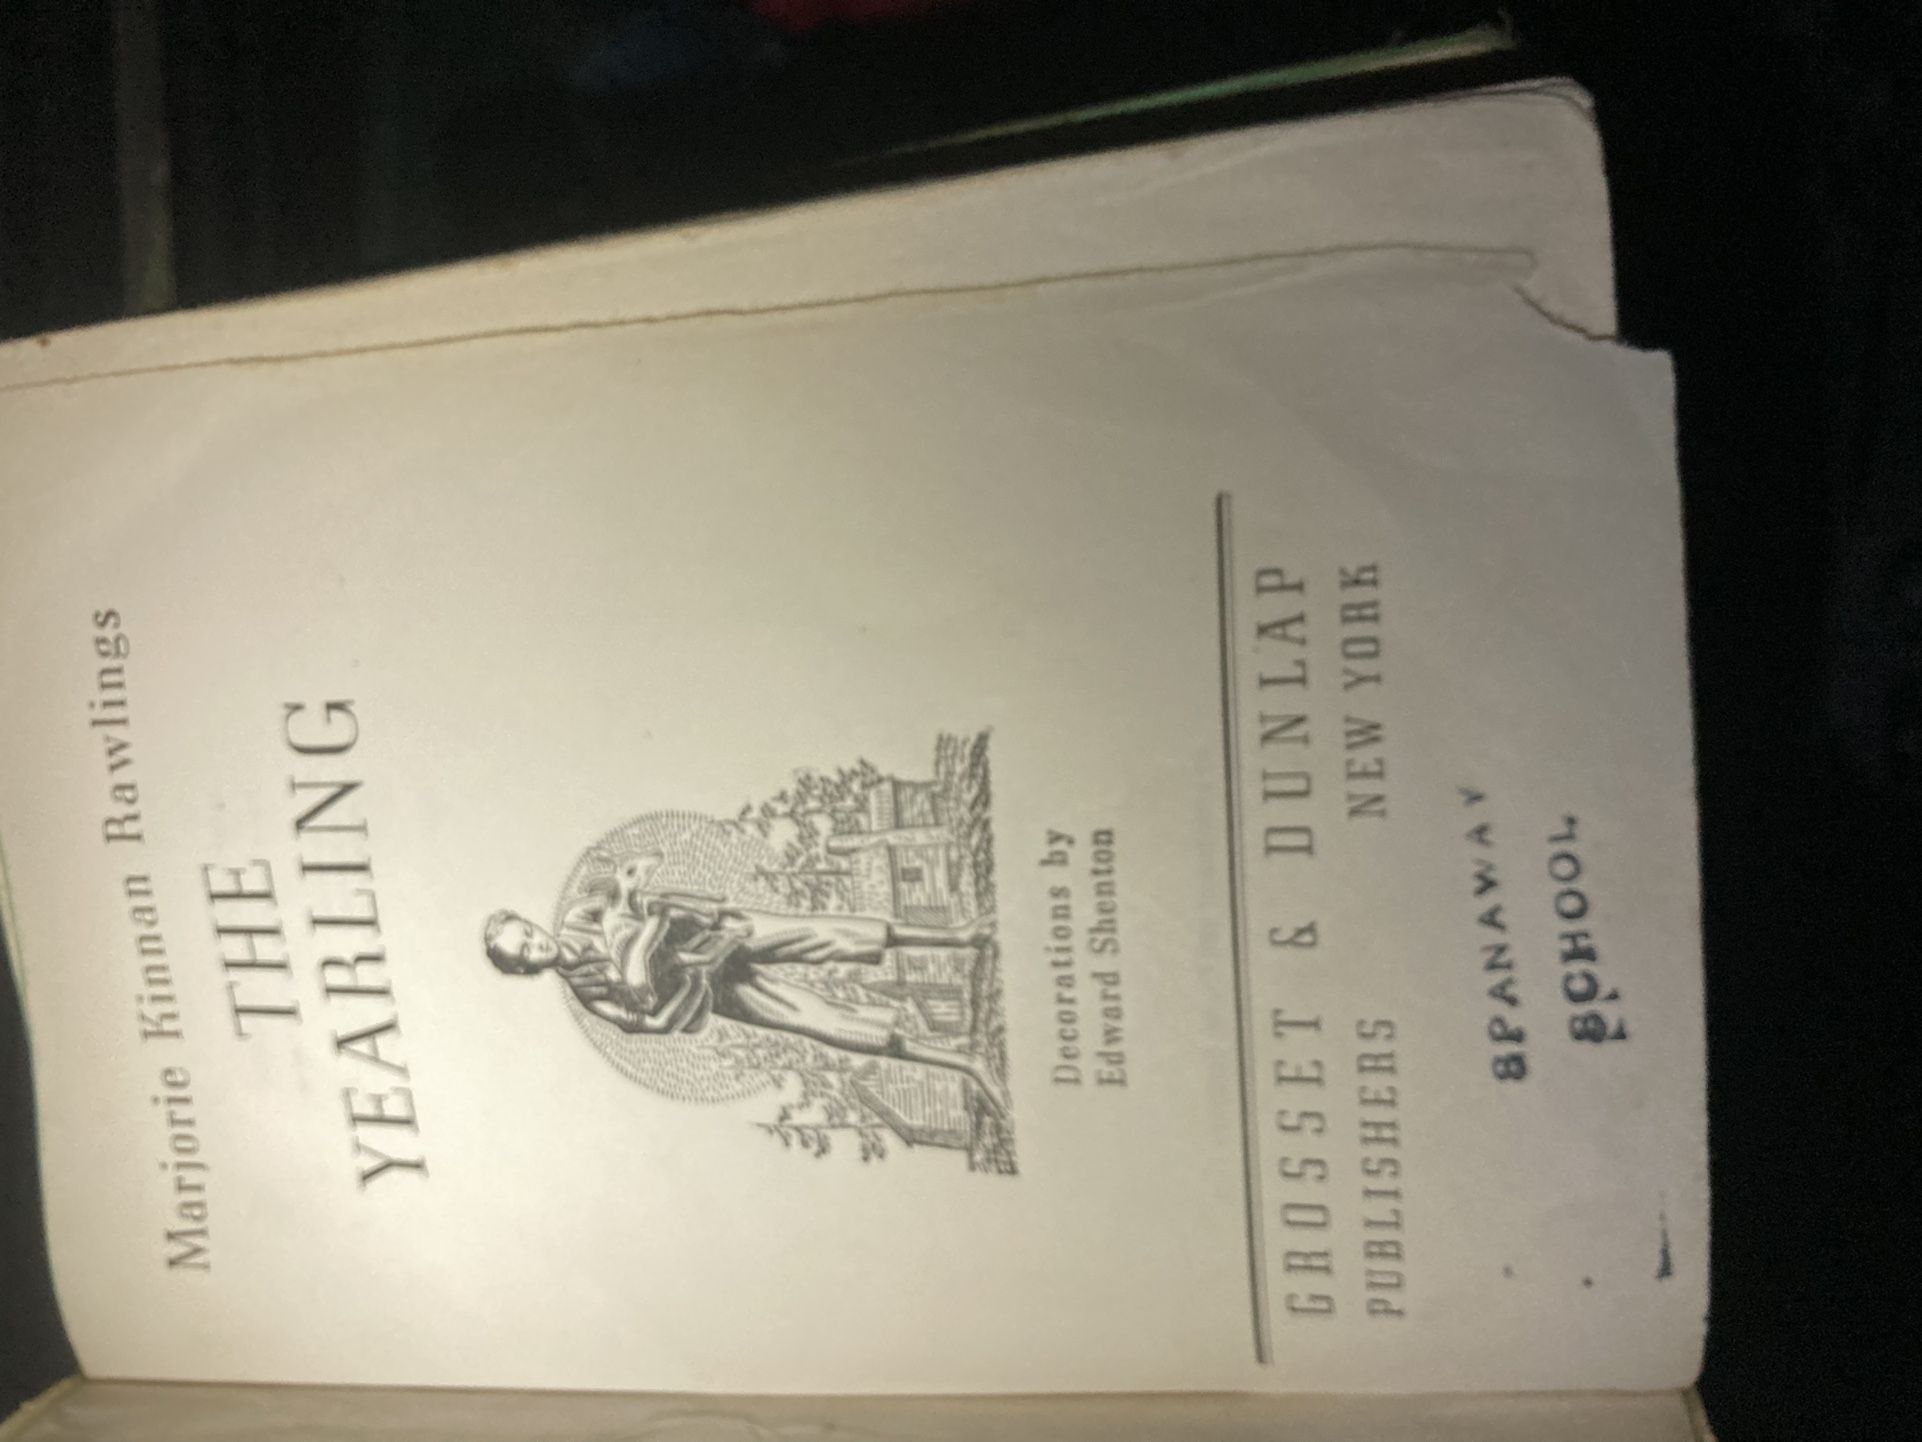 Marjorie Kinnan Rawlings
THE
YEARLING
Decorations by
Edward Shenton
GROSSET & DUNLAP
PUBLISHERS NEW YORK
SPANAWAY
SCHOOL